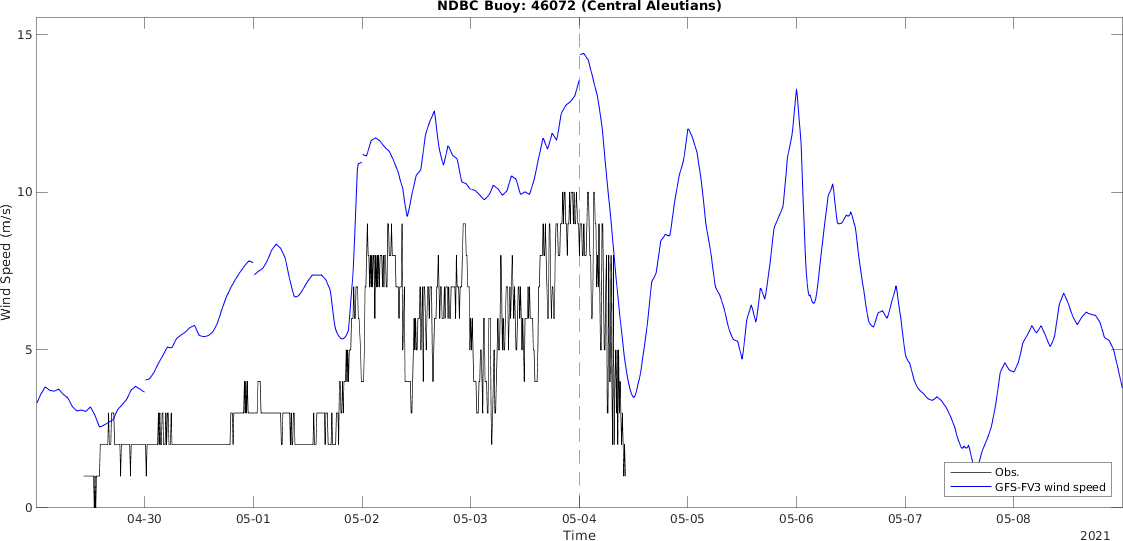 NDBC Buoy: 46072 (Central Aleutians)
15
10
5
0
Wind Speed (m/s)
04-30 05-01 05-02 05-03 05-04 05-05 05-06 05-07 05-08
Time
2021
Obs.
GFS-FV3 wind speed